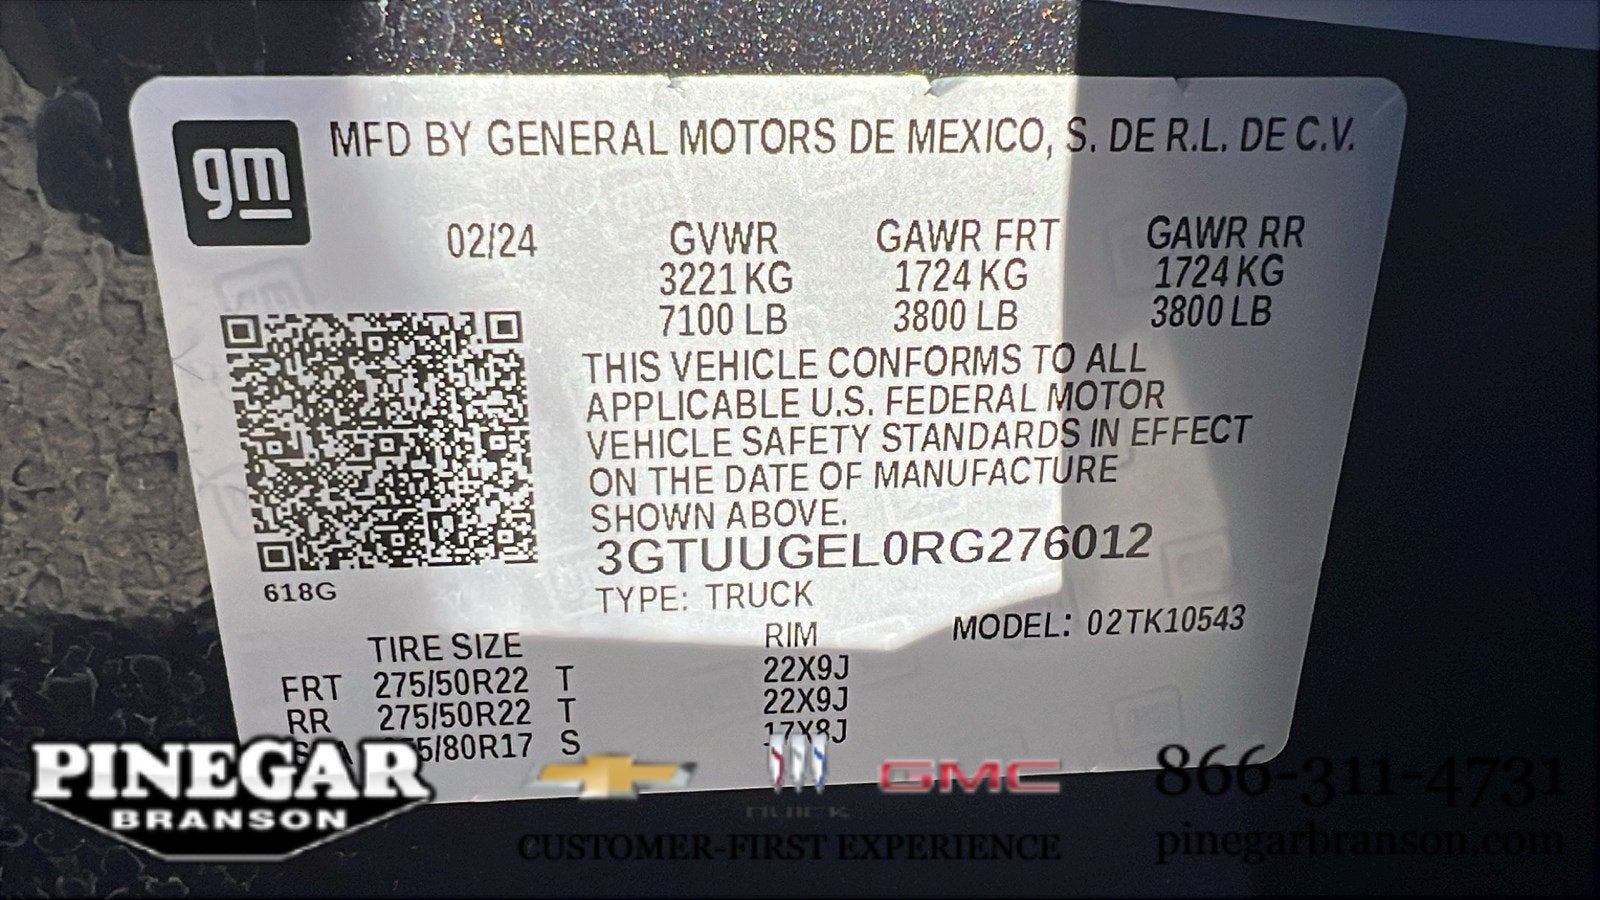 gm
MFD BY GENERAL MOTORS DE MEXICO, S. DE R.L. DE C.V.
02/24 GVWR GAWR FRT GAWR RR
3221 KG 1724 KG 1724 KG
7100 LB 3800 LB 3800 LB
THIS VEHICLE CONFORMS TO ALL
APPLICABLE U.S. FEDERAL MOTOR
VEHICLE SAFETY STANDARDS IN EFFECT
ON THE DATE OF MANUFACTURE
SHOWN ABOVE.
3GTUUGEL0RG276012
618G
TYPE: TRUCK
MODEL: 02TK10543
TIRE SIZE RIM
FRT 275/50R22 T 22X9J
RR 275/50R22 T 22X9J
/80R17 S 17X8J
PINEGAR
BRANSON
BUICK
GMC
CUSTOMER-FIRST EXPERIENCE
866-311-4731
pinegarbranson.com